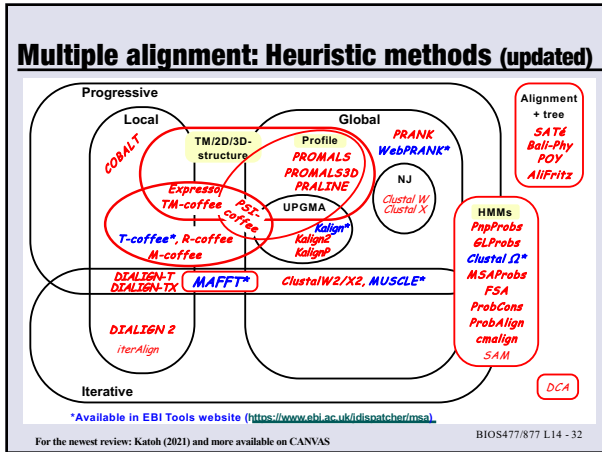 Multiple alignment: Heuristic methods (updated)
Progressive
Local
Global
Alignment
+ tree
SATé
Bali-Phy
POY
AliFritz
COBALT
TM/2D/3D-
structure
Profile
PROMALS
PROMALS3D
PRALINE
PRANK
WebPRANK*
NJ
Clustal W
Clustal X
Expresso
TM-coffee
PSI-
coffee
UPGMA
Kalign*
Kalign2
KalignP
T-coffee*, R-coffee
M-coffee
HMMs
PnpProbs
GLProbs
Clustal Ω*
MSAProbs
FSA
ProbCons
ProbAlign
cmalign
SAM
DIALIGN-T
DIALIGN-TX
MAFFT*
ClustalW2/X2, MUSCLE*
DIALIGN 2
iterAlign
DCA
Iterative
*Available in EBI Tools website (https://www.ebi.ac.uk/jdispatcher/msa)
For the newest review: Katoh (2021) and more available on CANVAS
BIOS477/877 L14 - 32